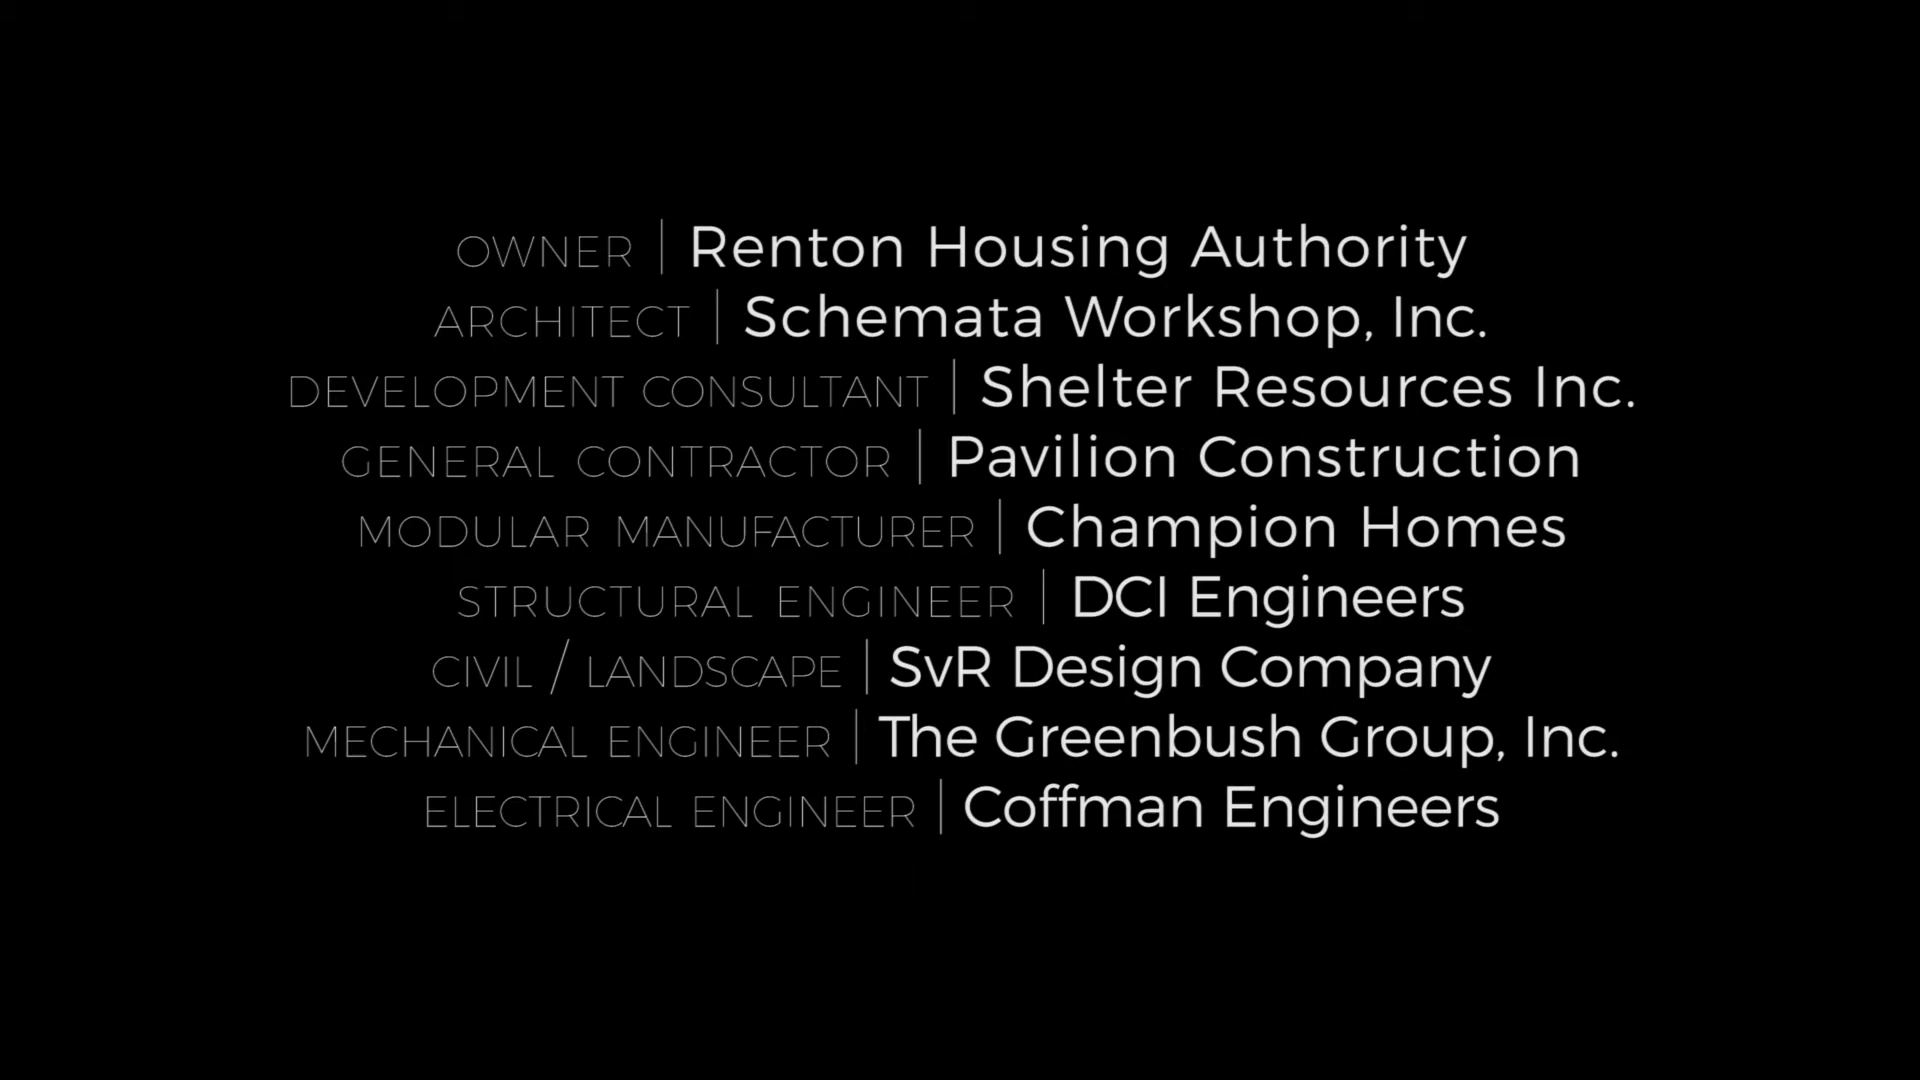 OWNER | Renton Housing Authority
ARCHITECT | Schemata Workshop, Inc.
DEVELOPMENT CONSULTANT | Shelter Resources Inc.
GENERAL CONTRACTOR | Pavilion Construction
MODULAR MANUFACTURER | Champion Homes
STRUCTURAL ENGINEER | DCI Engineers
CIVIL / LANDSCAPE | SvR Design Company
MECHANICAL ENGINEER | The Greenbush Group, Inc.
ELECTRICAL ENGINEER | Coffman Engineers